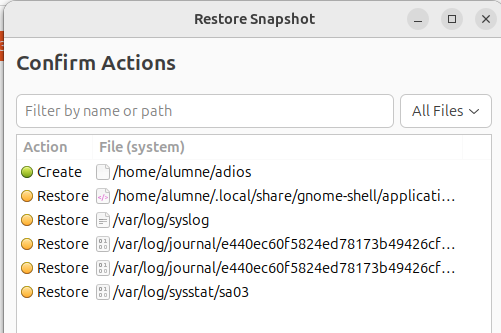 Restore Snapshot
Confirm Actions
Filter by name or path
All Files
Action File (system)
Create /home/alumne/adios
Restore /home/alumne/.local/share/gnome-shell/applicati…
Restore /var/log/syslog
Restore /var/log/journal/e440ec60f5824ed78173b49426cf…
Restore /var/log/journal/e440ec60f5824ed78173b49426cf…
Restore /var/log/sysstat/sa03